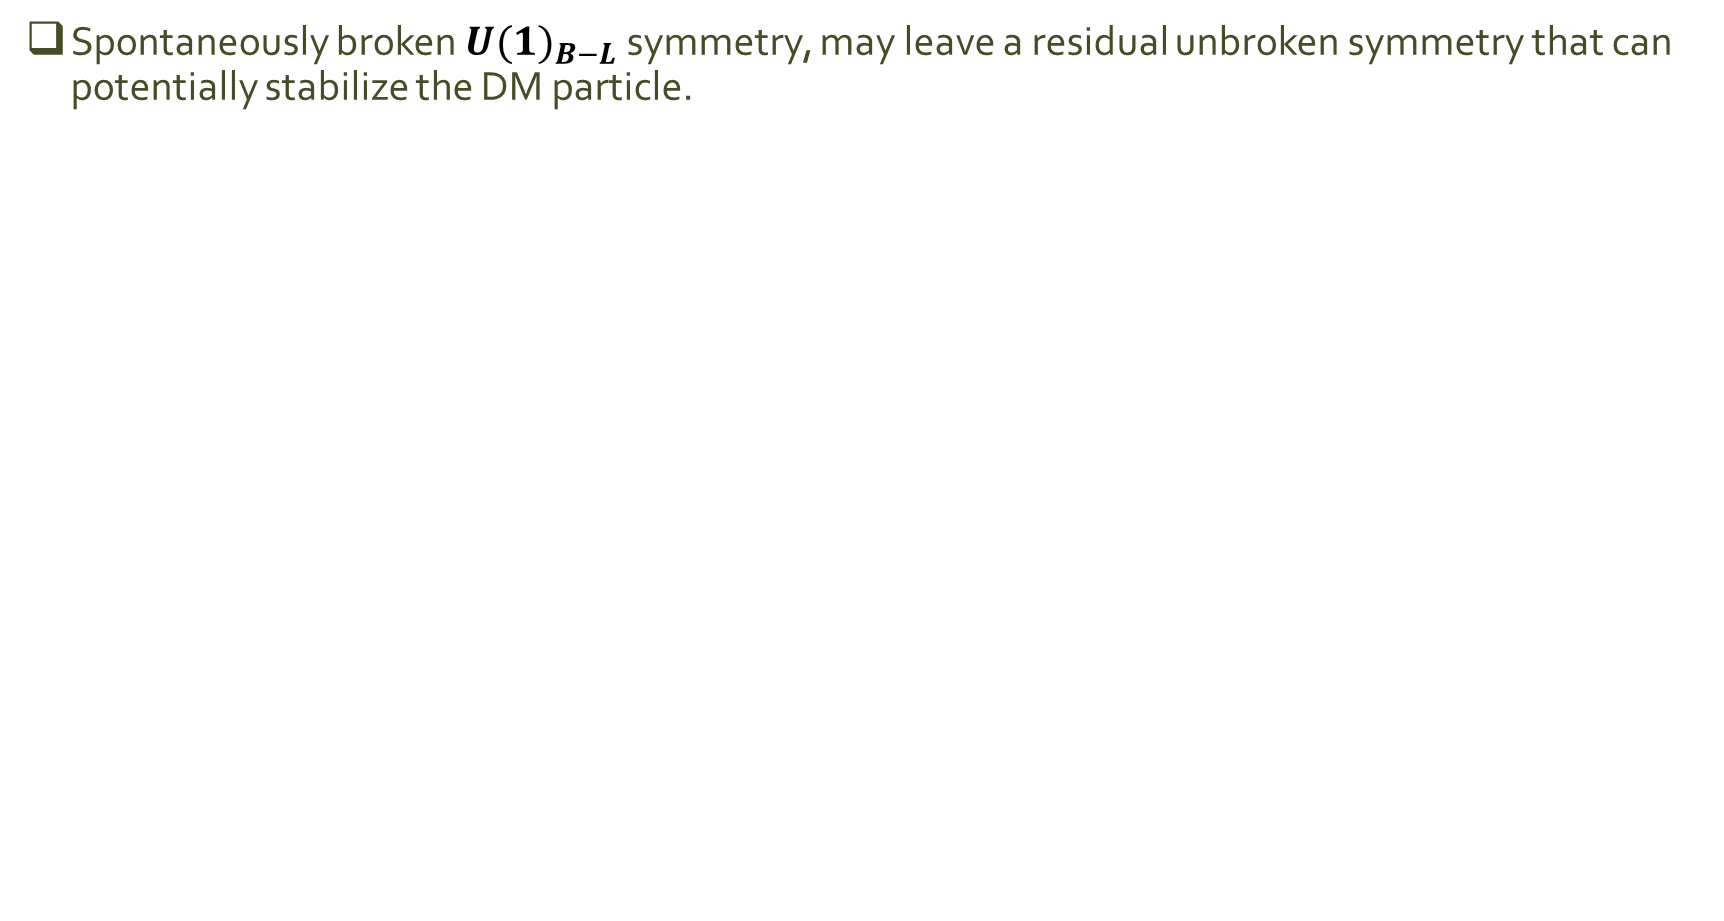 ❑ Spontaneously broken U(1)_{B−L} symmetry, may leave a residual unbroken symmetry that can
potentially stabilize the DM particle.